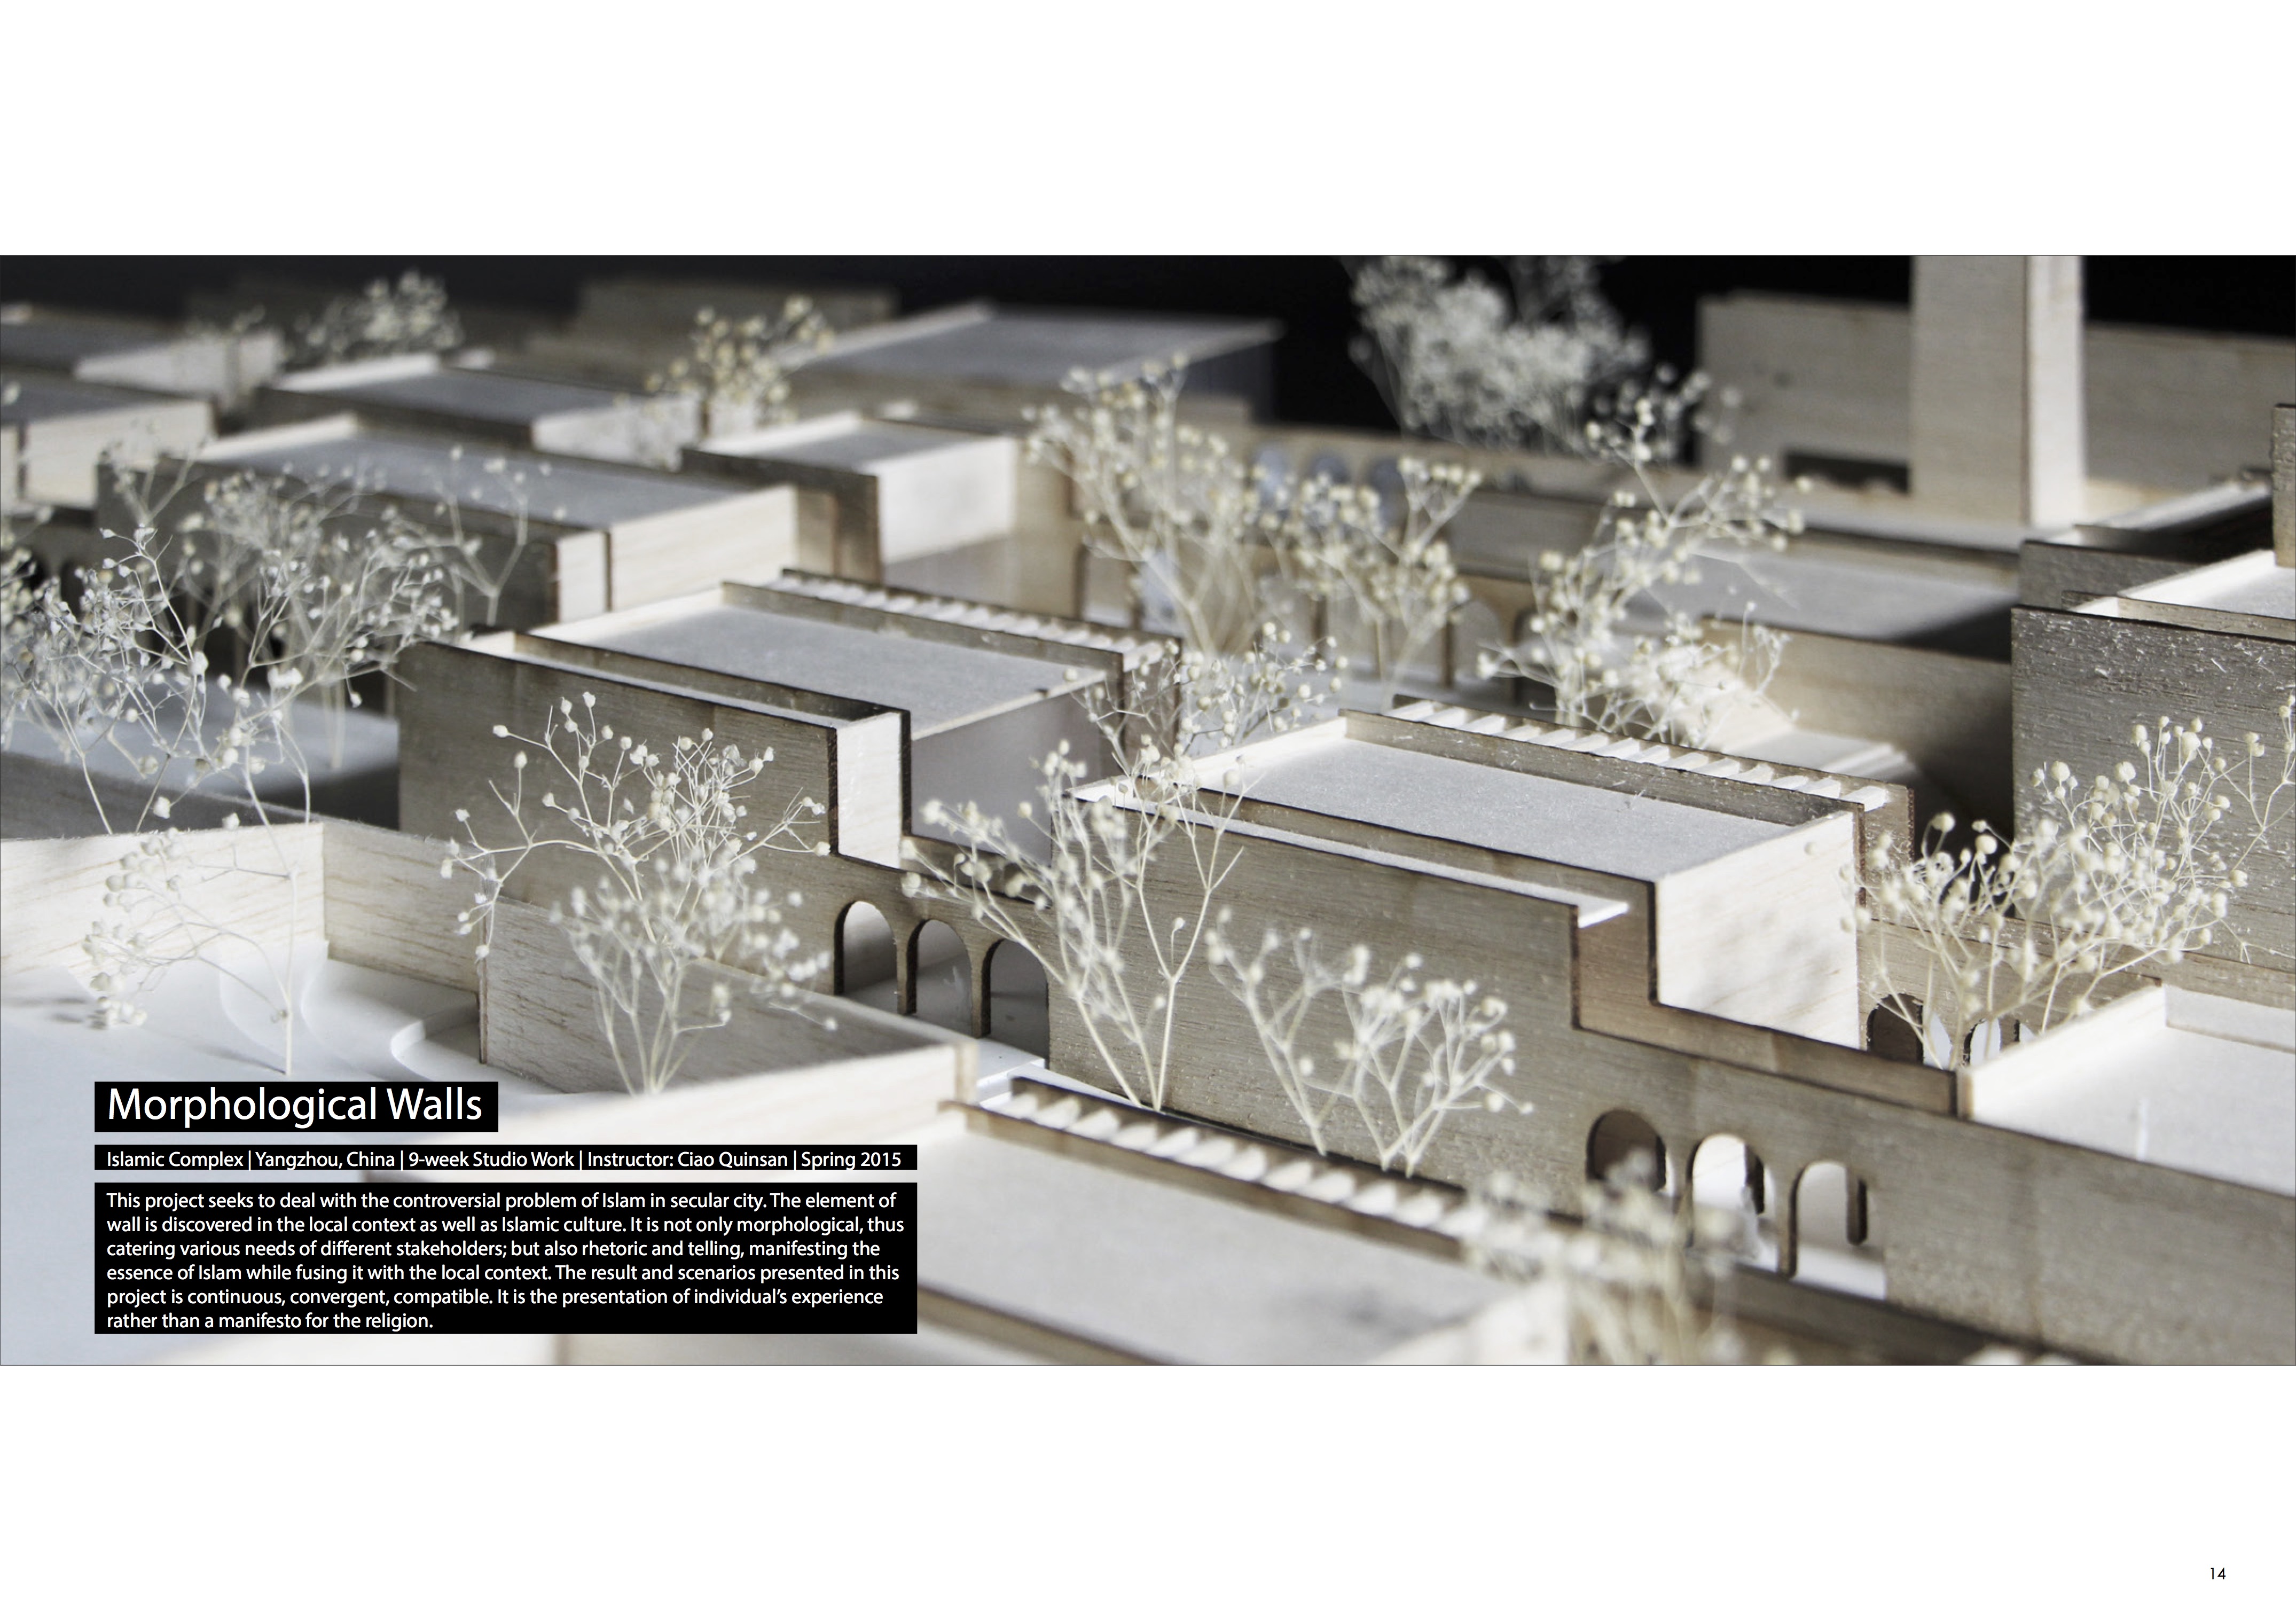 Morphological Walls
Islamic Complex | Yangzhou, China | 9-week Studio Work | Instructor: Ciao Quinsan | Spring 2015
This project seeks to deal with the controversial problem of Islam in secular city. The element of
wall is discovered in the local context as well as Islamic culture. It is not only morphological, thus
catering various needs of different stakeholders; but also rhetoric and telling, manifesting the
essence of Islam while fusing it with the local context. The result and scenarios presented in this
project is continuous, convergent, compatible. It is the presentation of individual's experience
rather than a manifesto for the religion.
14